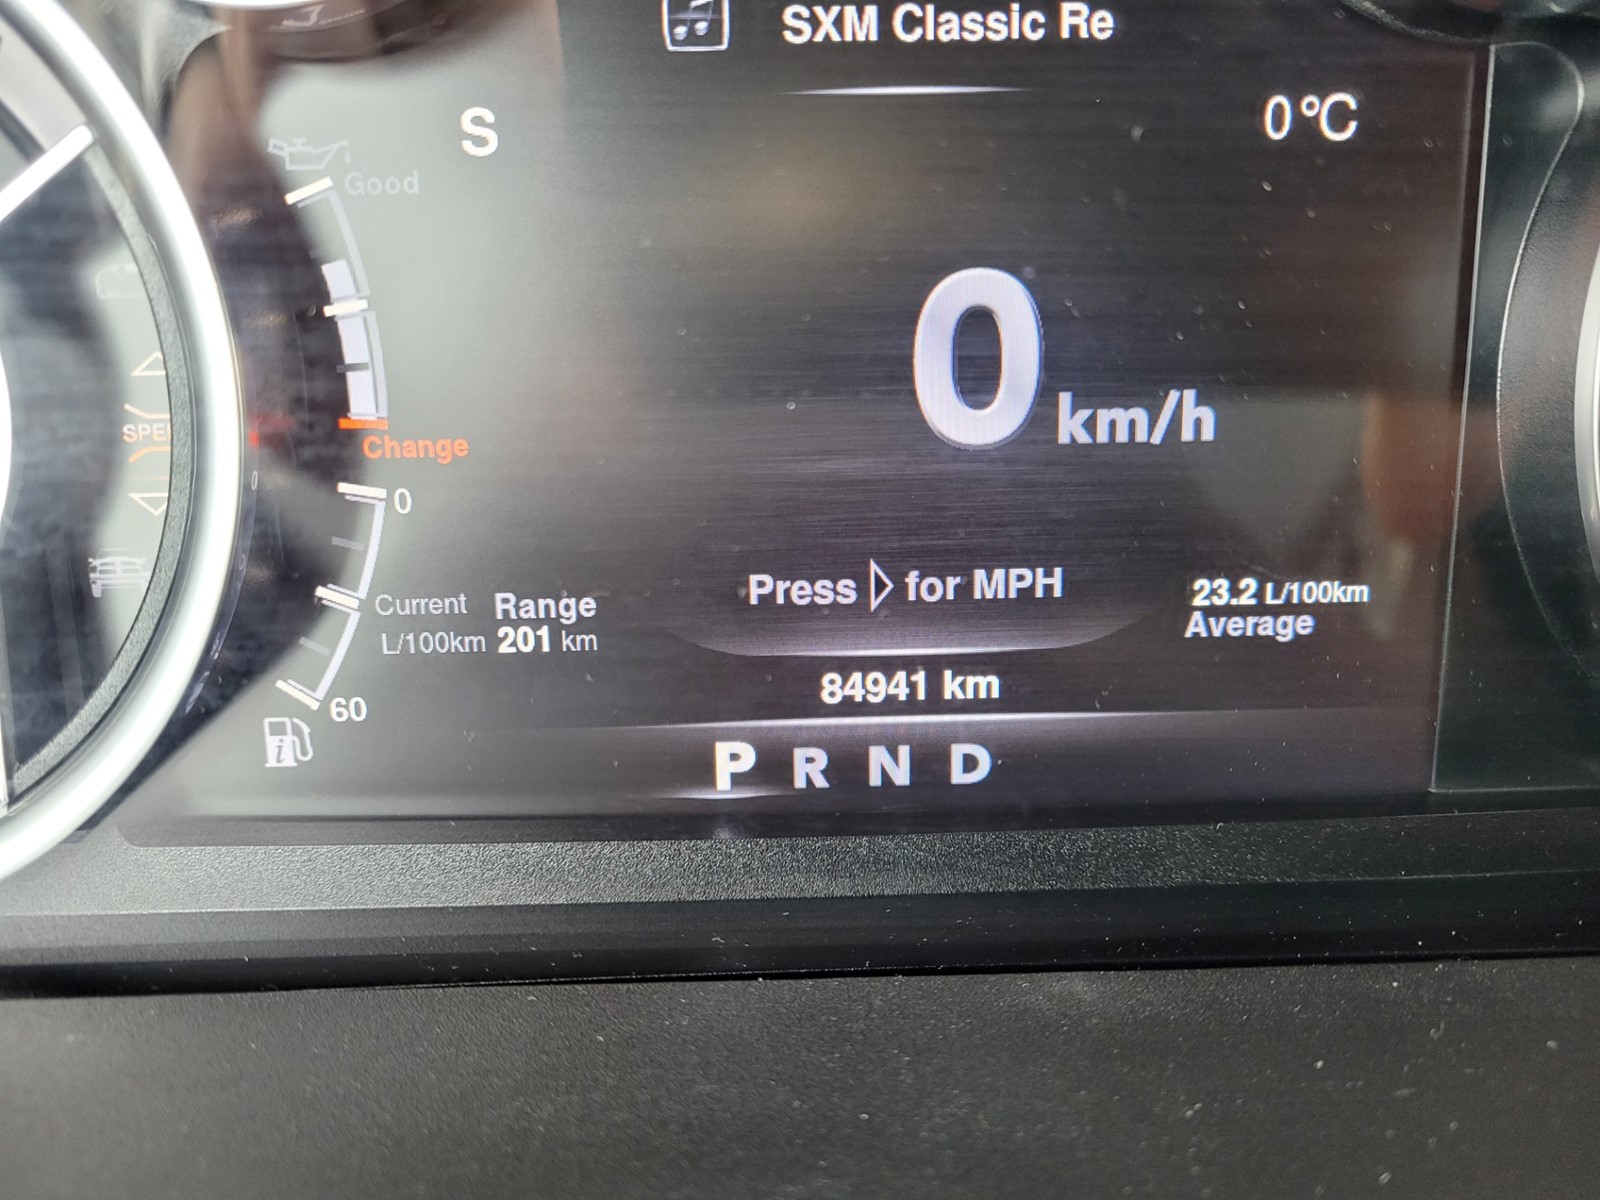 SXM Classic Re
S
0 °C
Good
0 km/h
Change
0
Current
L/100km
Range
201 km
Press ▷ for MPH
23.2 L/100km
Average
60
84941 km
P R N D